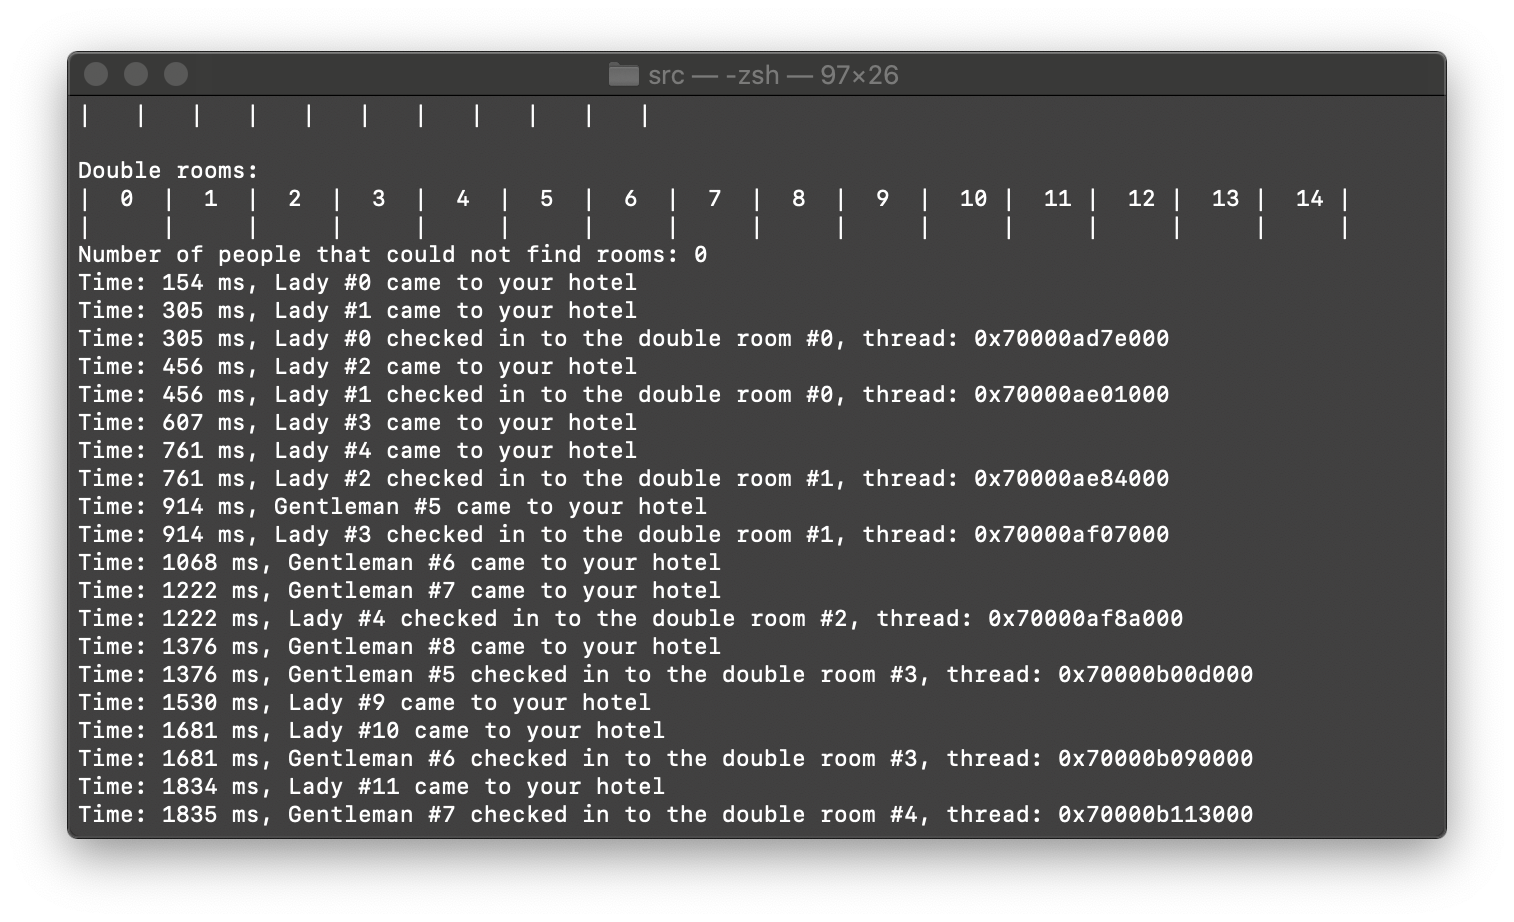 src — -zsh — 97×26
|   |   |   |   |   |   |   |   |   |   |
Double rooms:
|  0  |  1  |  2  |  3  |  4  |  5  |  6  |  7  |  8  |  9  |  10 |  11 |  12 |  13 |  14 |
|     |     |     |     |     |     |     |     |     |     |     |     |     |     |     |
Number of people that could not find rooms: 0
Time: 154 ms, Lady #0 came to your hotel
Time: 305 ms, Lady #1 came to your hotel
Time: 305 ms, Lady #0 checked in to the double room #0, thread: 0x70000ad7e000
Time: 456 ms, Lady #2 came to your hotel
Time: 456 ms, Lady #1 checked in to the double room #0, thread: 0x70000ae01000
Time: 607 ms, Lady #3 came to your hotel
Time: 761 ms, Lady #4 came to your hotel
Time: 761 ms, Lady #2 checked in to the double room #1, thread: 0x70000ae84000
Time: 914 ms, Gentleman #5 came to your hotel
Time: 914 ms, Lady #3 checked in to the double room #1, thread: 0x70000af07000
Time: 1068 ms, Gentleman #6 came to your hotel
Time: 1222 ms, Gentleman #7 came to your hotel
Time: 1222 ms, Lady #4 checked in to the double room #2, thread: 0x70000af8a000
Time: 1376 ms, Gentleman #8 came to your hotel
Time: 1376 ms, Gentleman #5 checked in to the double room #3, thread: 0x70000b00d000
Time: 1530 ms, Lady #9 came to your hotel
Time: 1681 ms, Lady #10 came to your hotel
Time: 1681 ms, Gentleman #6 checked in to the double room #3, thread: 0x70000b090000
Time: 1834 ms, Lady #11 came to your hotel
Time: 1835 ms, Gentleman #7 checked in to the double room #4, thread: 0x70000b113000